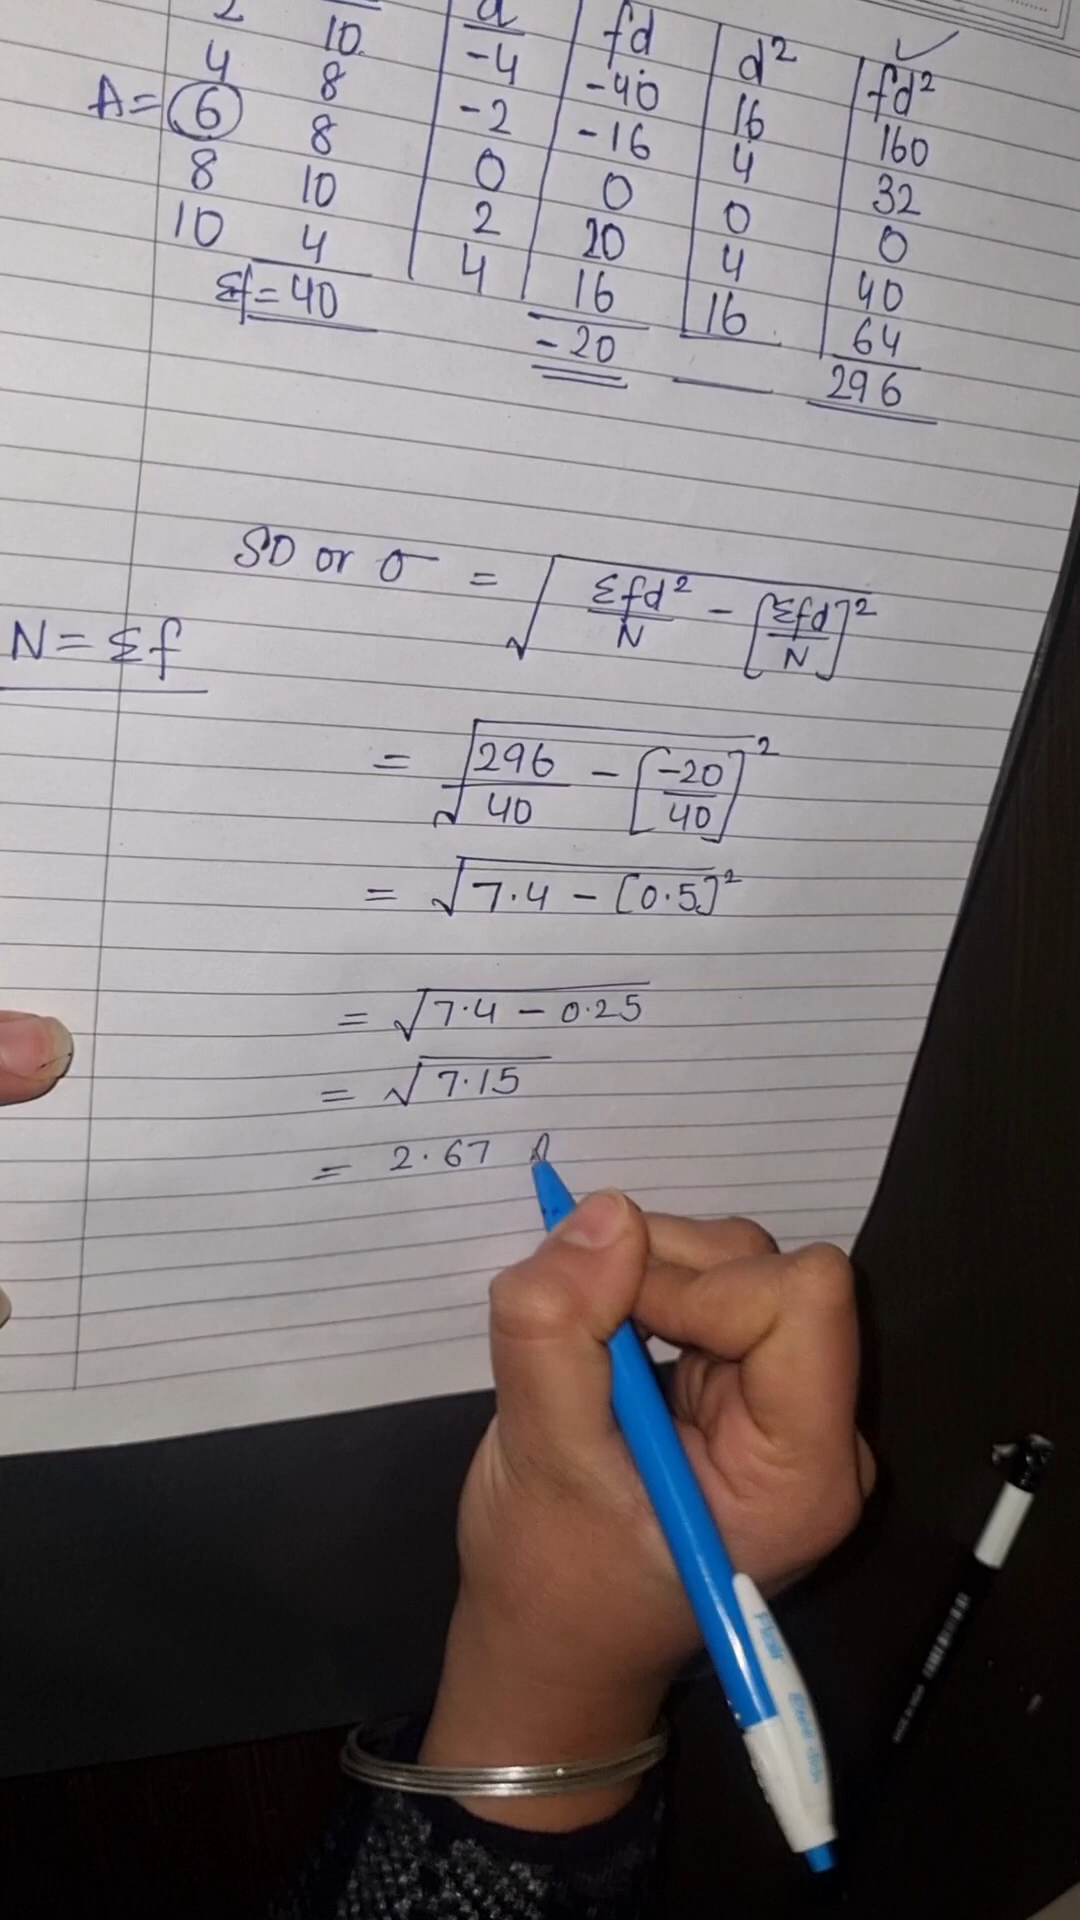 2 10 d fd d² fd²
4 8 -4 -40 16 160
A = 6 8 -2 -16 4 32
8 10 0 0 0 0
10 4 2 20 4 40
Σf = 40 4 16 16 64
-20 296
SD or σ = √Σfd²/N - [Σfd/N]²
N = Σf
= √296/40 - [-20/40]²
= √7.4 - [0.5]²
= √7.4 - 0.25
= √7.15
= 2.67
Flair